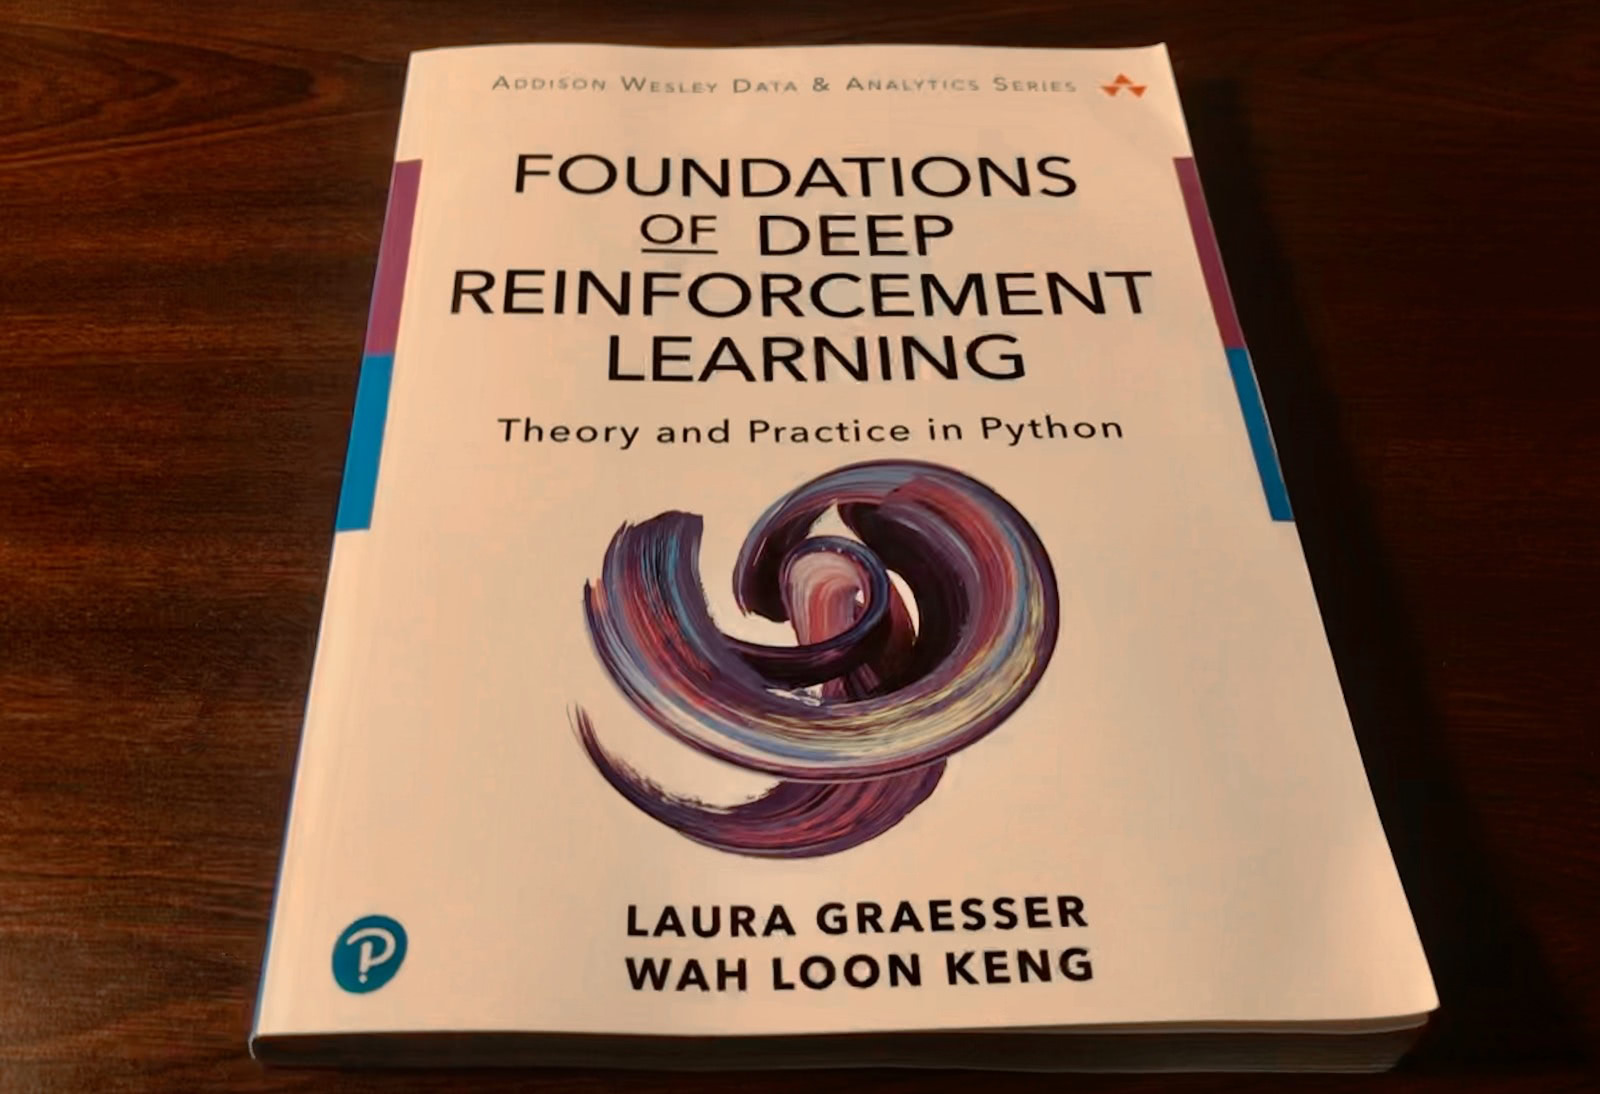 ADDISON WESLEY DATA & ANALYTICS SERIES
FOUNDATIONS
OF DEEP
REINFORCEMENT
LEARNING
Theory and Practice in Python
LAURA GRAESSER
WAH LOON KENG
P